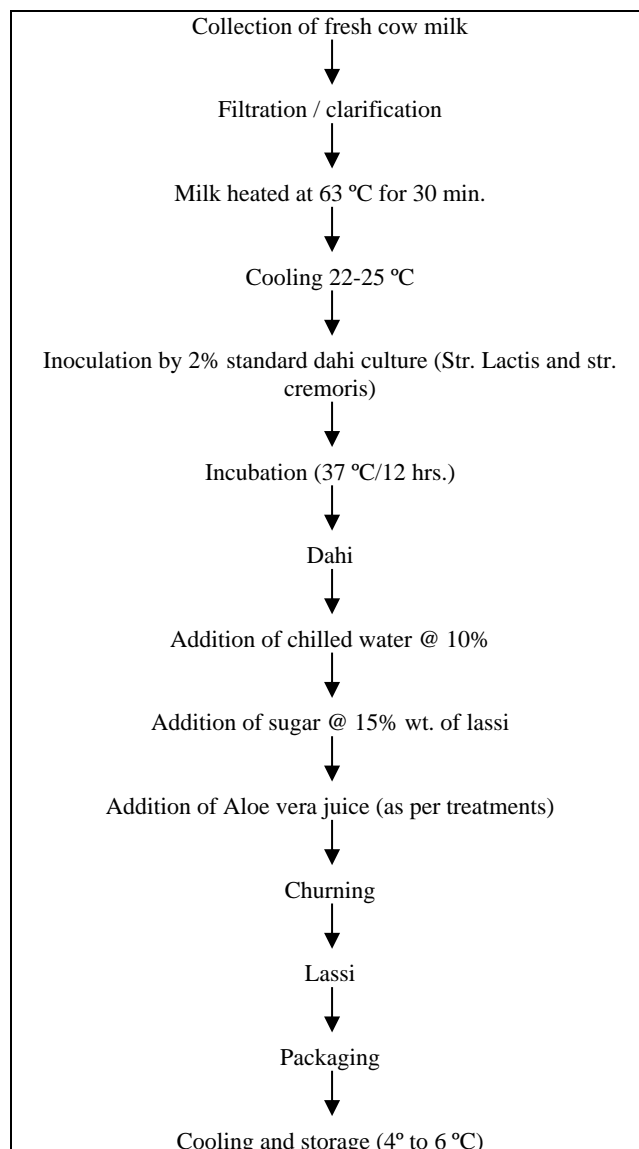 Collection of fresh cow milk
Filtration / clarification
Milk heated at 63 ºC for 30 min.
Cooling 22-25 ºC
Inoculation by 2% standard dahi culture (Str. Lactis and str.
cremoris)
Incubation (37 ºC/12 hrs.)
Dahi
Addition of chilled water @ 10%
Addition of sugar @ 15% wt. of lassi
Addition of Aloe vera juice (as per treatments)
Churning
Lassi
Packaging
Cooling and storage (4º to 6 ºC)